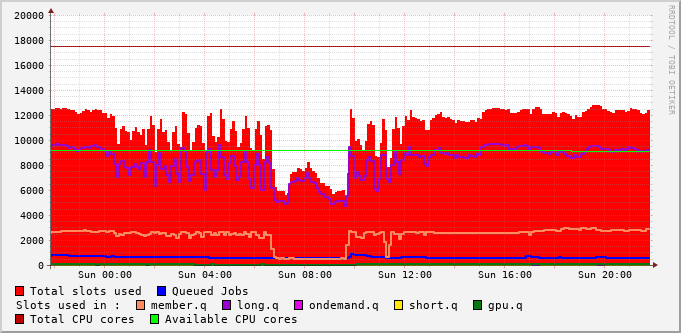 RRDTOOL / TOBI OETIKER
20000
18000
16000
14000
12000
10000
8000
6000
4000
2000
0
Sun 00:00 Sun 04:00 Sun 08:00 Sun 12:00 Sun 16:00 Sun 20:00
Total slots used Queued Jobs
Slots used in : member.q long.q ondemand.q short.q gpu.q
Total CPU cores Available CPU cores